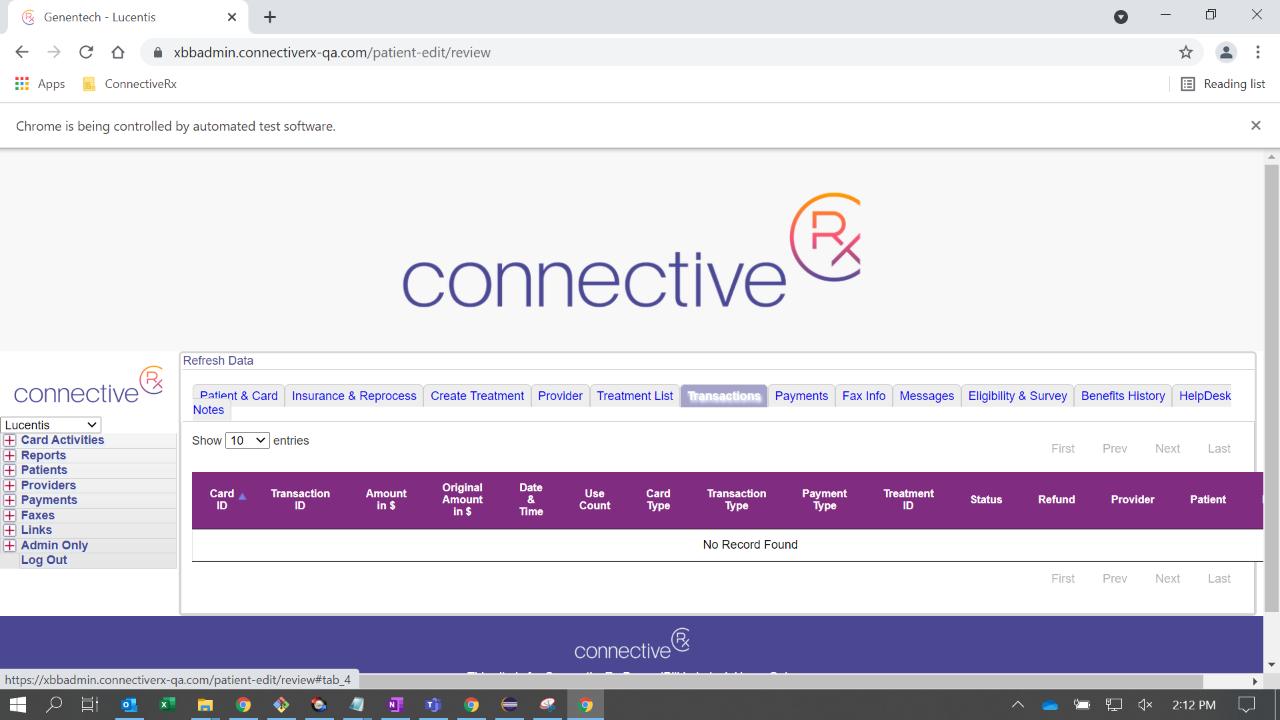 Genentech - Lucentis
xbbadmin.connectiverx-qa.com/patient-edit/review
Apps ConnectiveRx Reading list
Chrome is being controlled by automated test software.
connective Rx
Refresh Data
connective Rx
Patient & Card Insurance & Reprocess Create Treatment Provider Treatment List Transactions Payments Fax Info Messages Eligibility & Survey Benefits History HelpDesk
Notes
Lucentis
Card Activities
Reports
Patients
Providers
Payments
Faxes
Links
Admin Only
Log Out
Show 10 entries
First Prev Next Last
Card ID Transaction ID Amount in $ Original Amount in $ Date & Time Use Count Card Type Transaction Type Payment Type Treatment ID Status Refund Provider Patient
No Record Found
First Prev Next Last
connective Rx
https://xbbadmin.connectiverx-qa.com/patient-edit/review#tab_4
2:12 PM